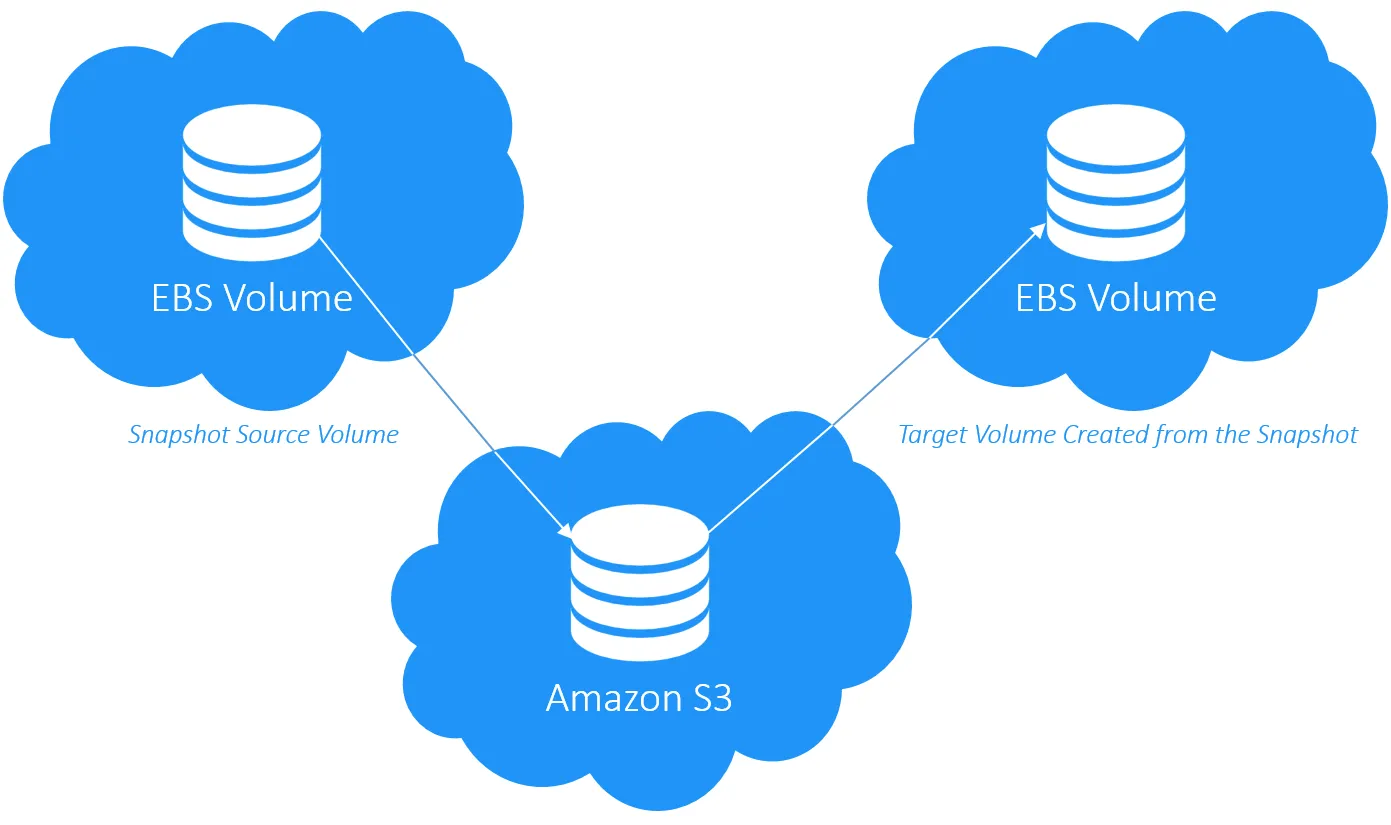 EBS Volume
EBS Volume
Snapshot Source Volume
Target Volume Created from the Snapshot
Amazon S3